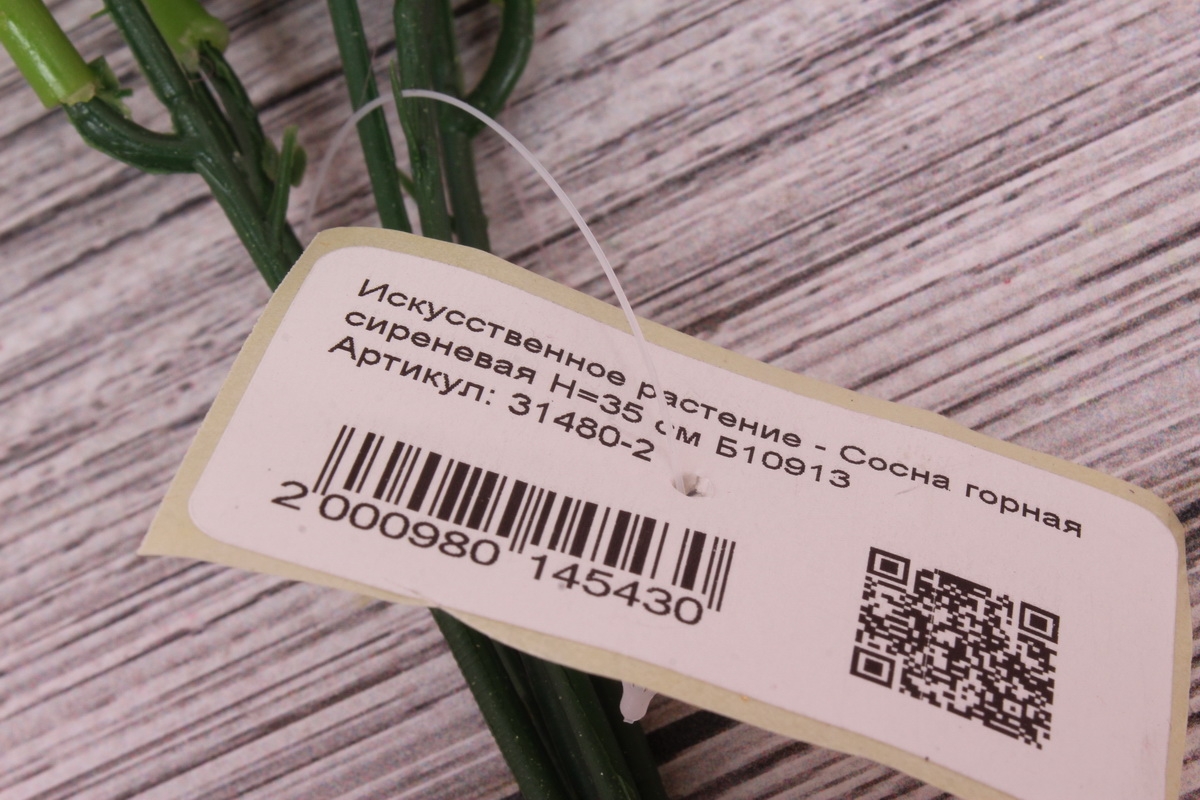 Искусственное растение - Сосна горная
сиреневая H=35 см Б10913
Артикул: 31480-2
2 000980 145430